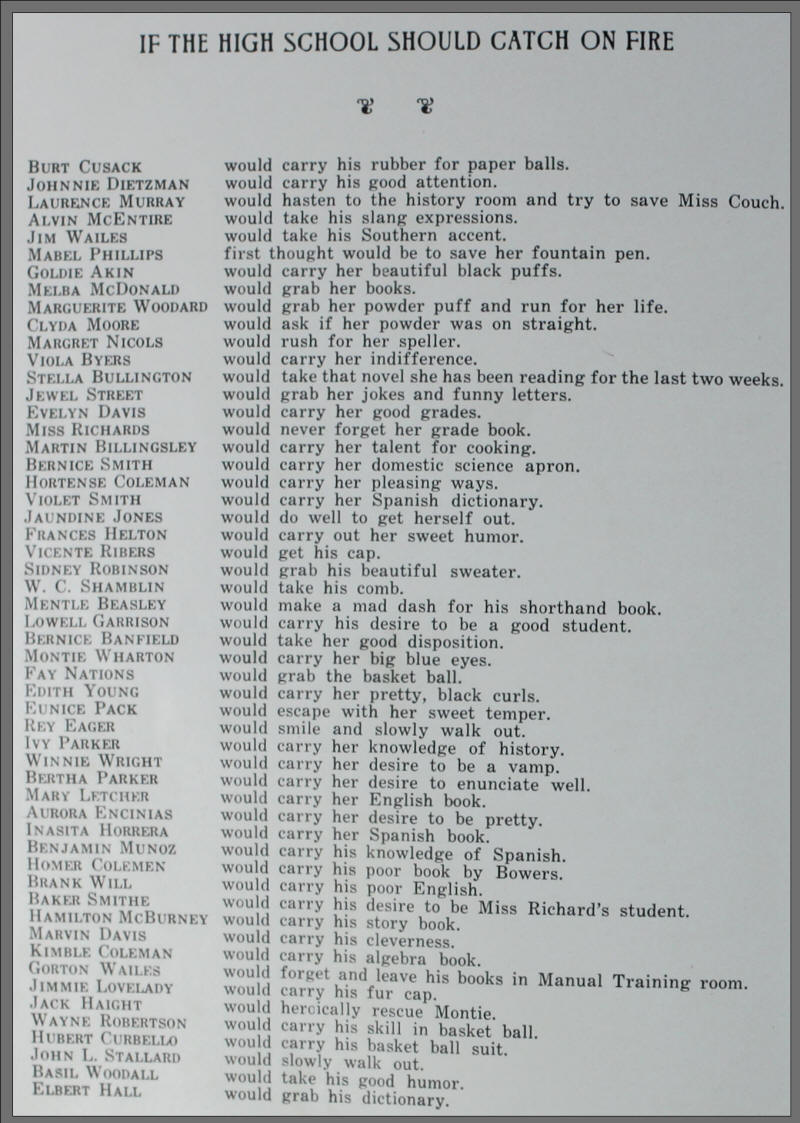 IF THE HIGH SCHOOL SHOULD CATCH ON FIRE
BURT CUSACK would carry his rubber for paper balls.
JOHNNIE DIETZMAN would carry his good attention.
LAURENCE MURRAY would hasten to the history room and try to save Miss Couch.
ALVIN MCENTIRE would take his slang expressions.
JIM WAILES would take his Southern accent.
MABEL PHILLIPS first thought would be to save her fountain pen.
GOLDIE AKIN would carry her beautiful black puffs.
MELBA MCDONALD would grab her books.
MARGUERITE WOODARD would grab her powder puff and run for her life.
CLYDA MOORE would ask if her powder was on straight.
MARGRET NICOLS would rush for her speller.
VIOLA BYERS would carry her indifference.
STELLA BULLINGTON would take that novel she has been reading for the last two weeks.
JEWEL STREET would grab her jokes and funny letters.
EVELYN DAVIS would carry her good grades.
MISS RICHARDS would never forget her grade book.
MARTIN BILLINGSLEY would carry her talent for cooking.
BERNICE SMITH would carry her domestic science apron.
HORTENSE COLEMAN would carry her pleasing ways.
VIOLET SMITH would carry her Spanish dictionary.
JAUNDINE JONES would do well to get herself out.
FRANCES HELTON would carry out her sweet humor.
VICENTE RIBERS would get his cap.
SIDNEY ROBINSON would grab his beautiful sweater.
W. C. SHAMBLIN would take his comb.
MENTLE BEASLEY would make a mad dash for his shorthand book.
LOWELL GARRISON would carry his desire to be a good student.
BERNICE BANFIELD would take her good disposition.
MONTIE WHARTON would carry her big blue eyes.
FAY NATIONS would grab the basket ball.
EDITH YOUNG would carry her pretty, black curls.
EUNICE PACK would escape with her sweet temper.
REY EAGER would smile and slowly walk out.
IVY PARKER would carry her knowledge of history.
WINNIE WRIGHT would carry her desire to be a vamp.
BERTHA PARKER would carry her desire to enunciate well.
MARY LETCHER would carry her English book.
AURORA ENCINIAS would carry her desire to be pretty.
INASITA HORRERA would carry her Spanish book.
BENJAMIN MUNOZ would carry his knowledge of Spanish.
HOMER COLEMEN would carry his poor book by Bowers.
BRANK WILL would carry his poor English.
BAKER SMITHE would carry his desire to be Miss Richard's student.
HAMILTON MCBURNEY would carry his story book.
MARVIN DAVIS would carry his cleverness.
KIMBLE COLEMAN would carry his algebra book.
GORTON WAILES would forget and leave his books in Manual Training room.
JIMMIE LOVELADY would carry his fur cap.
JACK HAIGHT would heroically rescue Montie.
WAYNE ROBERTSON would carry his skill in basket ball.
HUBERT CURBELLO would carry his basket ball suit.
JOHN L. STALLARD would slowly walk out.
BASIL WOODALL would take his good humor.
ELBERT HALL would grab his dictionary.